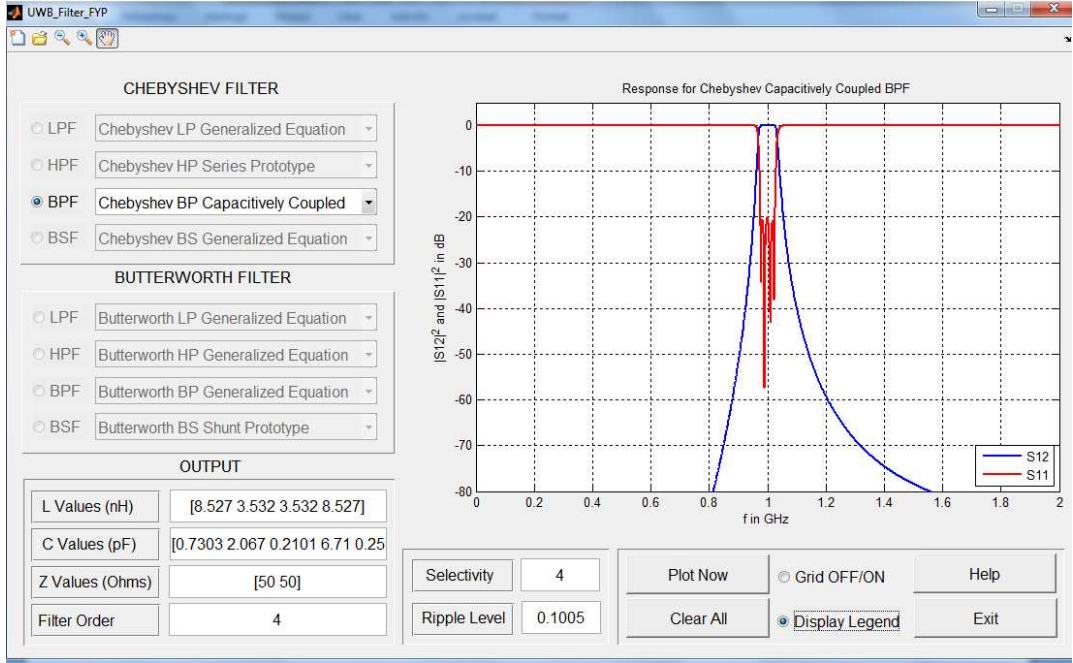 UWB_Filter_FYP
CHEBYSHEV FILTER
LPF Chebyshev LP Generalized Equation
HPF Chebyshev HP Series Prototype
BPF Chebyshev BP Capacitively Coupled
BSF Chebyshev BS Generalized Equation
BUTTERWORTH FILTER
LPF Butterworth LP Generalized Equation
HPF Butterworth HP Generalized Equation
BPF Butterworth BP Generalized Equation
BSF Butterworth BS Shunt Prototype
OUTPUT
L Values (nH) [8.527 3.532 3.532 8.527]
C Values (pF) [0.7303 2.067 0.2101 6.71 0.25
Z Values (Ohms) [50 50]
Filter Order 4
Response for Chebyshev Capacitively Coupled BPF
|S12|² and |S11|² in dB
0
-10
-20
-30
-40
-50
-60
-70
-80
0 0.2 0.4 0.6 0.8 1 1.2 1.4 1.6 1.8 2
f in GHz
S12
S11
Selectivity 4
Ripple Level 0.1005
Plot Now Grid OFF/ON Help
Clear All Display Legend Exit